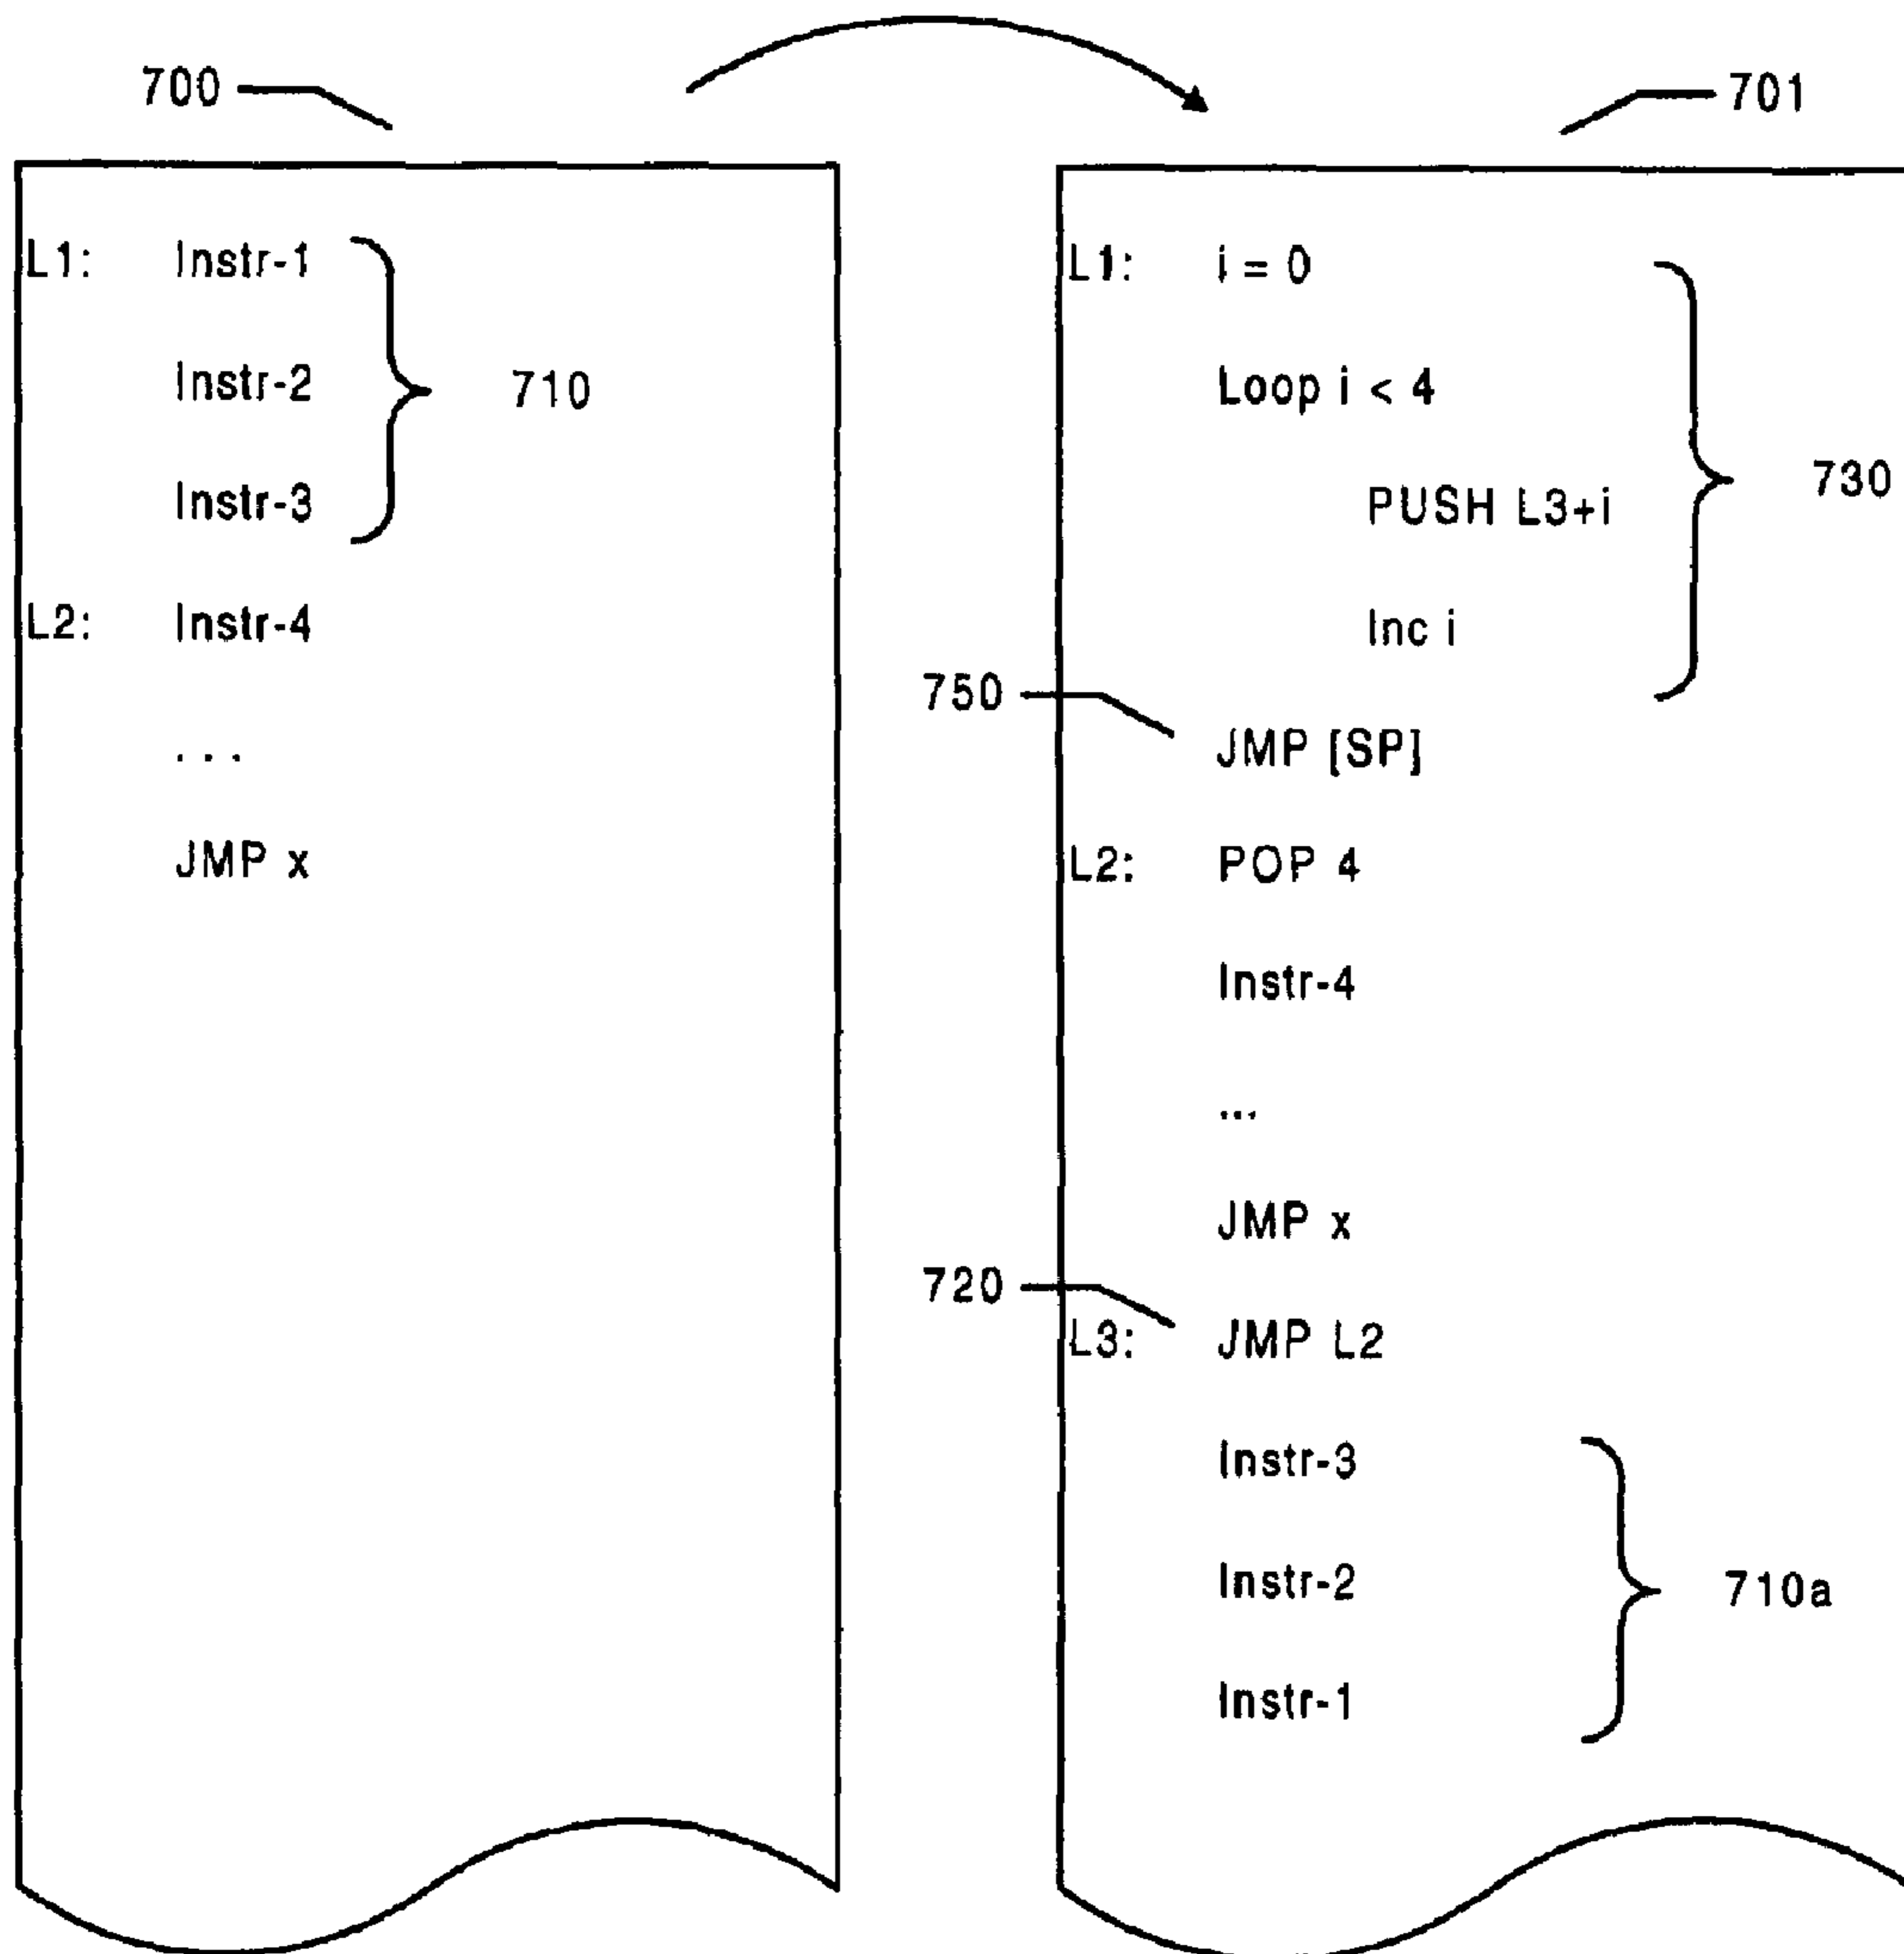 700
701
L1: Instr-1
Instr-2
710
Instr-3
L2: Instr-4
. . .
JMP x
L1: i = 0
Loop i < 4
PUSH L3+i
730
Inc i
750
JMP [SP]
L2: POP 4
Instr-4
...
JMP x
720
L3: JMP L2
Instr-3
Instr-2
710a
Instr-1